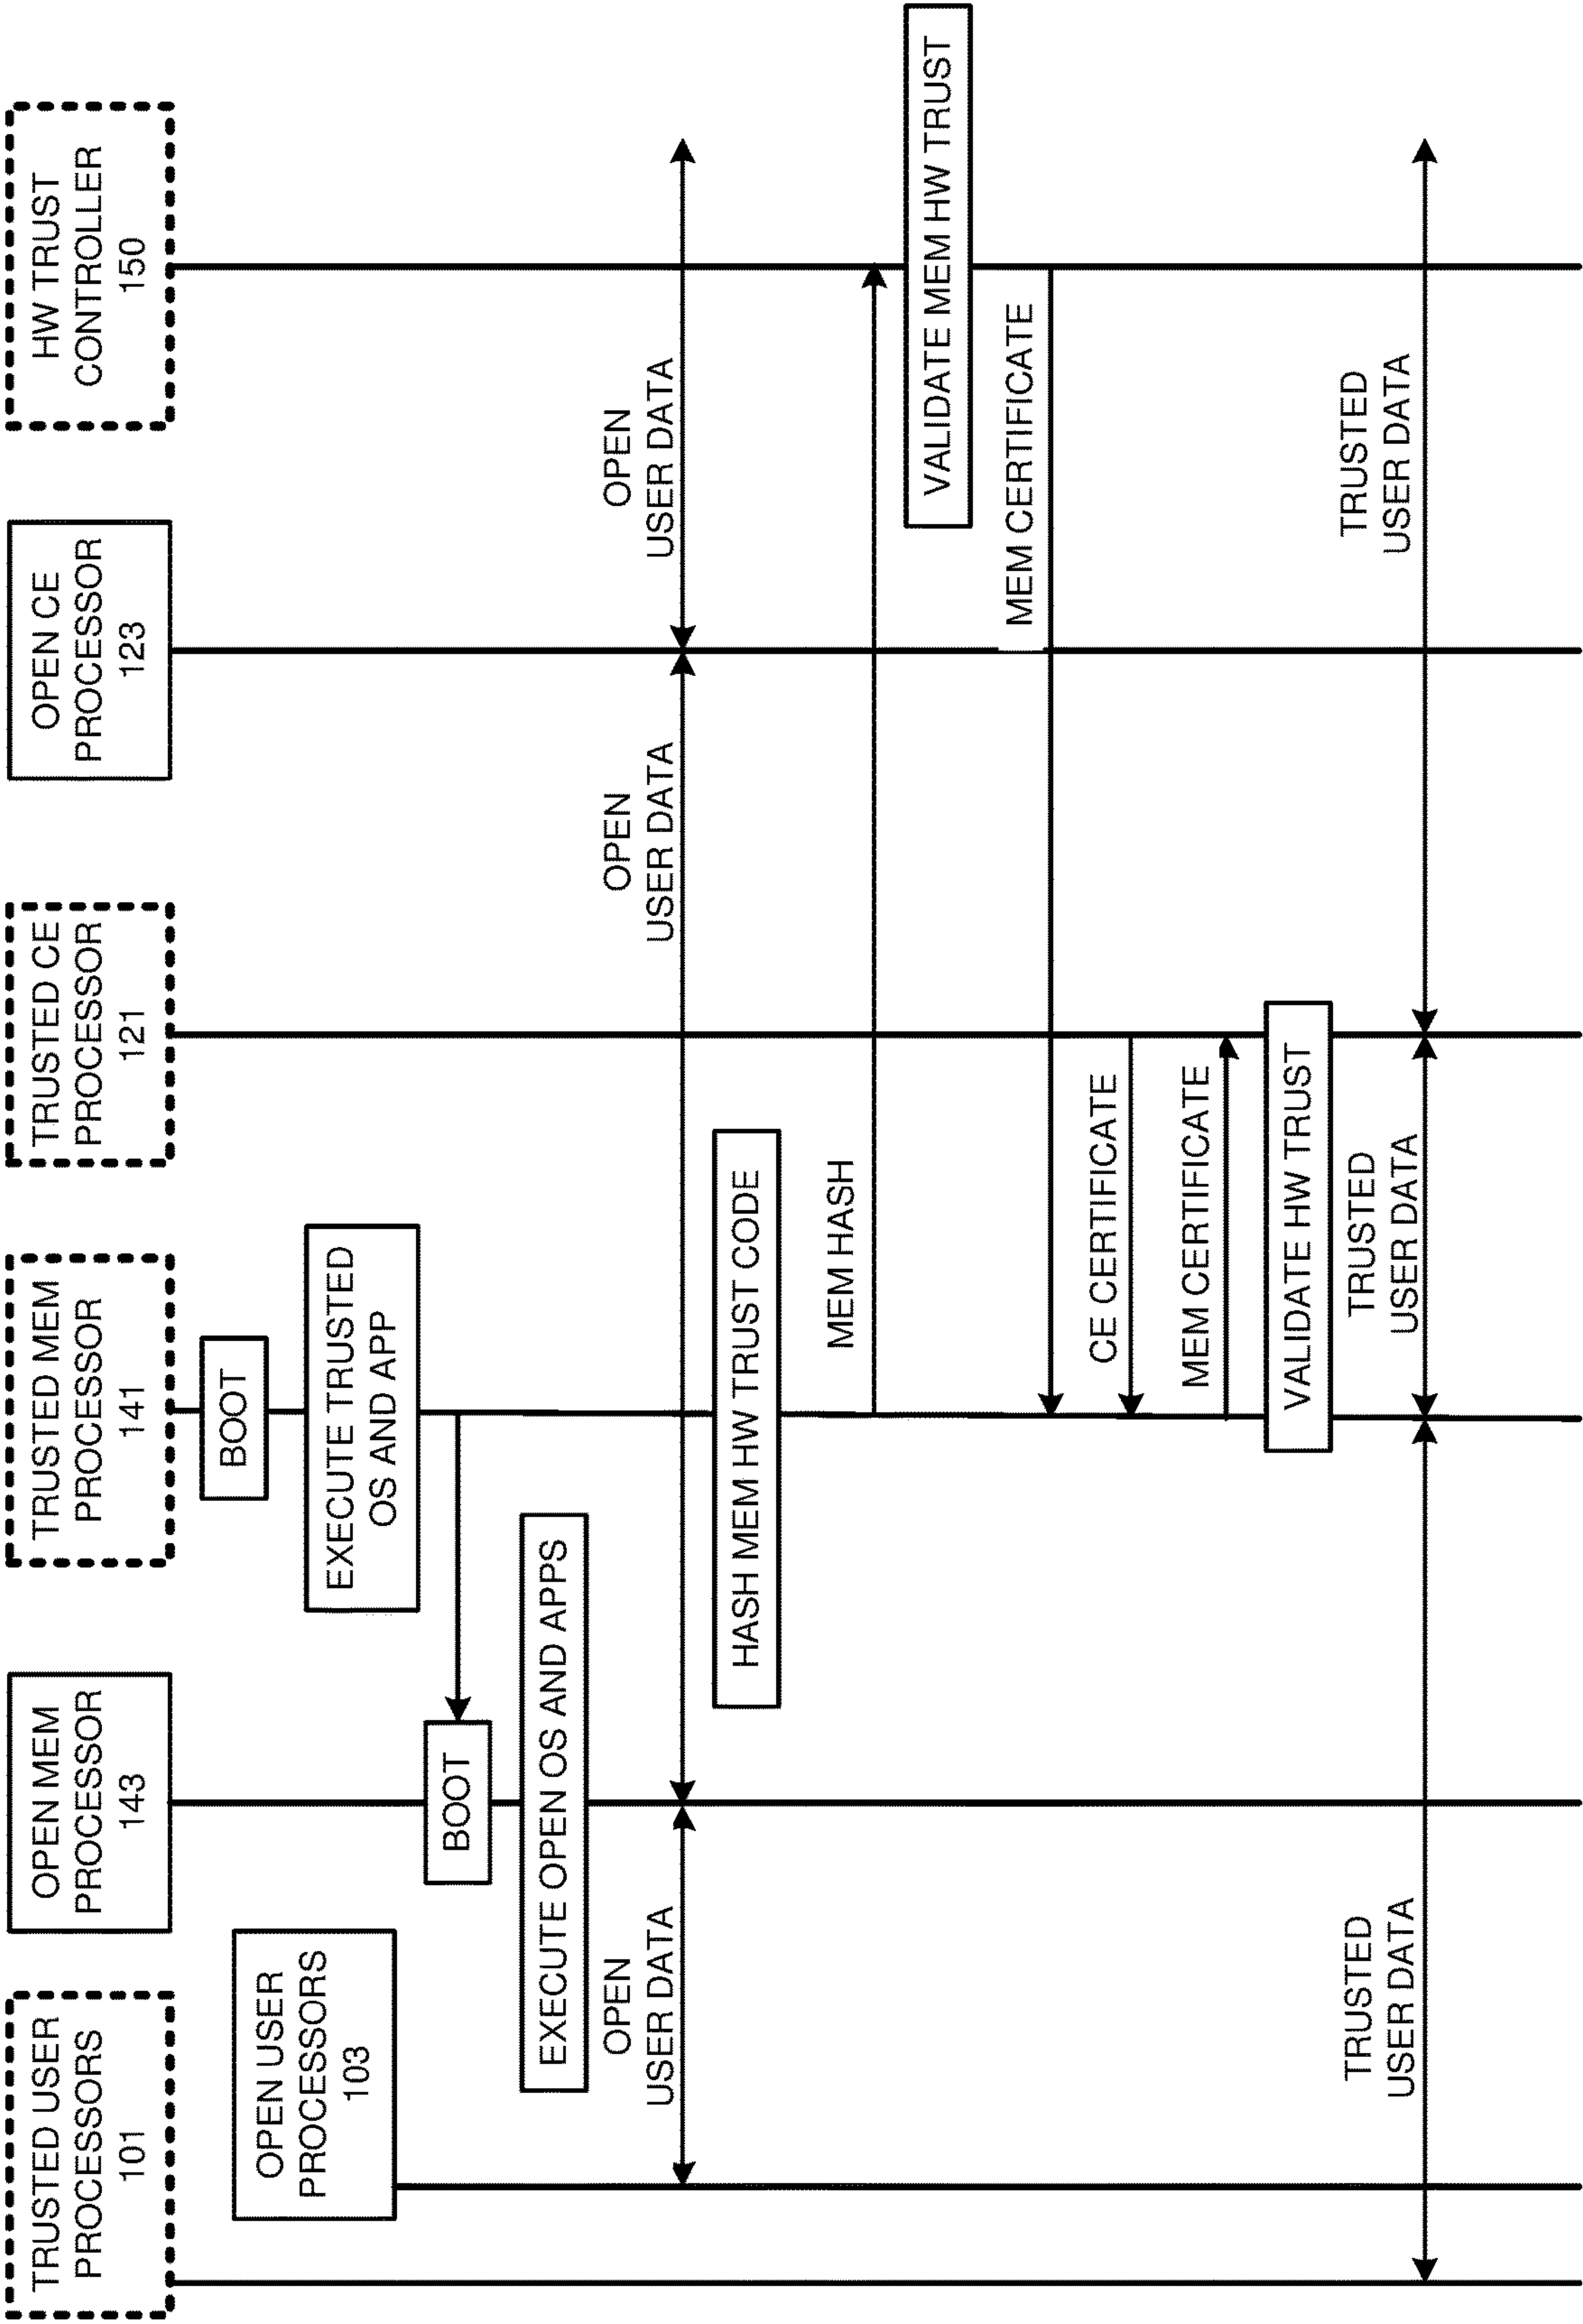 TRUSTED USER
PROCESSORS
101
OPEN USER
PROCESSORS
103
OPEN MEM
PROCESSOR
143
TRUSTED MEM
PROCESSOR
141
TRUSTED CE
PROCESSOR
121
OPEN CE
PROCESSOR
123
HW TRUST
CONTROLLER
150
BOOT
EXECUTE TRUSTED
OS AND APP
BOOT
EXECUTE OPEN OS AND APPS
OPEN
USER DATA
OPEN
USER DATA
OPEN
USER DATA
HASH MEM HW TRUST CODE
MEM HASH
VALIDATE MEM HW TRUST
MEM CERTIFICATE
CE CERTIFICATE
MEM CERTIFICATE
VALIDATE HW TRUST
TRUSTED
USER DATA
TRUSTED
USER DATA
TRUSTED
USER DATA